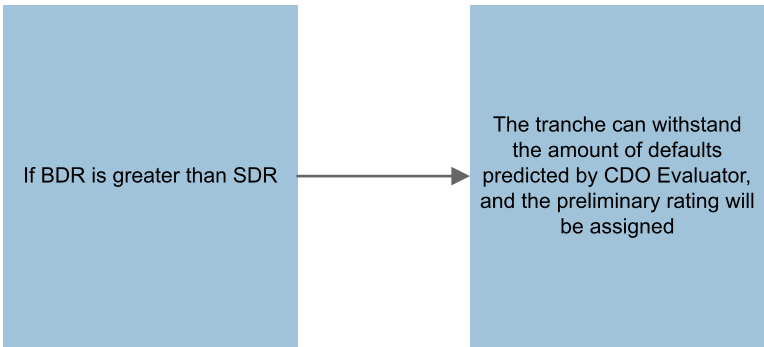 If BDR is greater than SDR
The tranche can withstand
the amount of defaults
predicted by CDO Evaluator,
and the preliminary rating will
be assigned